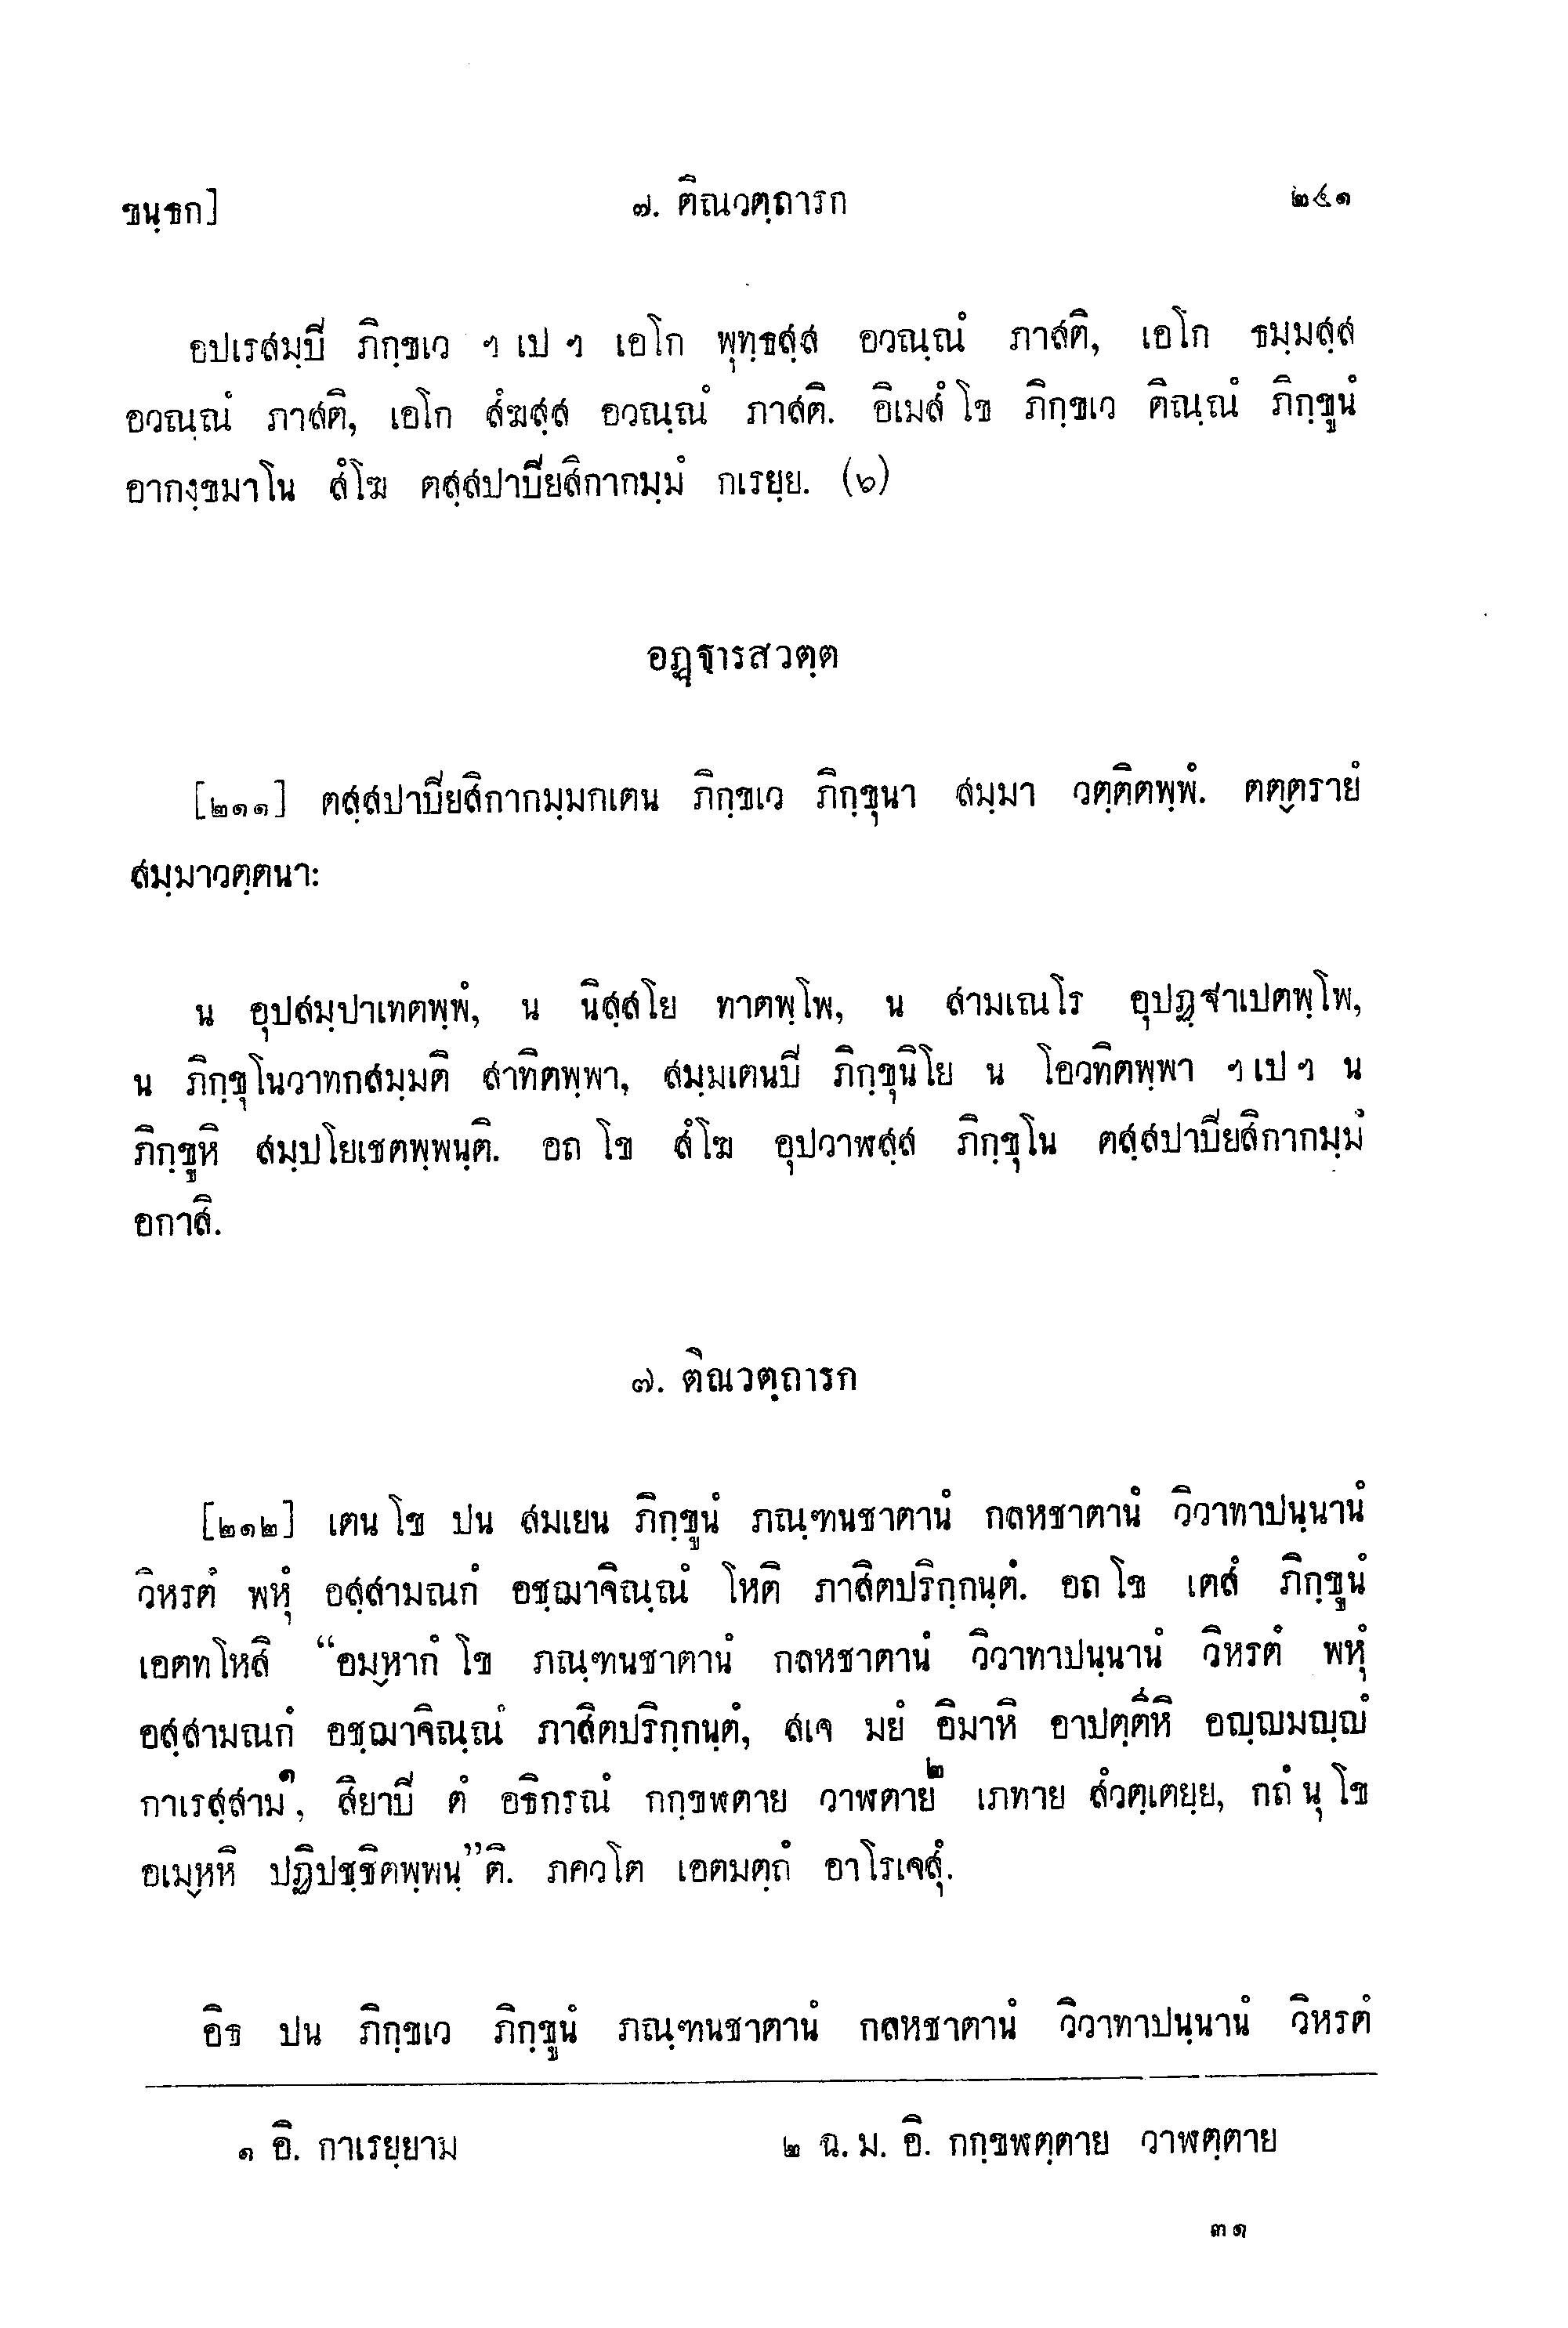 ขนฺธก]
๗. ติณวตฺถารก
๒๔๑
อปเรสมฺปี ภิกฺขเว ฯ เป ฯ เอโก พุทฺธสฺส อวณฺณํ ภาสติ, เอโก ธมฺมสฺส
อวณฺณํ ภาสติ, เอโก สํฆสฺส อวณฺณํ ภาสติ. อิเมสํ โข ภิกฺขเว ติณฺณํ ภิกฺขูนํ
อากงฺขมาโน สํโฆ ตสฺสปาปียสิกากมฺมํ กเรยฺย. (๖)
อฏฺฐารสวตฺต
[๒๑๑] ตสฺสปาปียสิกากมฺมกเตน ภิกฺขเว ภิกฺขุนา สมฺมา วตฺติตพฺพํ. ตตฺรายํ
สมฺมาวตฺตนา:
น อุปสมฺปาเทตพฺพํ, น นิสฺสโย ทาตพฺโพ, น สามเณโร อุปฏฺฐาเปตพฺโพ,
น ภิกฺขุโนวาทกสมฺมติ สาทิตพฺพา, สมฺมเตนปี ภิกฺขุนิโย น โอวทิตพฺพา ฯ เป ฯ น
ภิกฺขูหิ สมฺปโยเชตพฺพนฺติ. อถ โข สํโฆ อุปวาฬสฺส ภิกฺขุโน ตสฺสปาปียสิกากมฺมํ
อกาสิ.
๗. ติณวตฺถารก
[๒๑๒] เตน โข ปน สมเยน ภิกฺขูนํ ภณฺฑนชาตานํ กลหชาตานํ วิวาทาปนฺนานํ
วิหรตํ พหุํ อสฺสามณกํ อชฺฌาจิณฺณํ โหติ ภาสิตปริกฺกนฺตํ. อถ โข เตสํ ภิกฺขูนํ
เอตทโหสิ “อมฺหากํ โข ภณฺฑนชาตานํ กลหชาตานํ วิวาทาปนฺนานํ วิหรตํ พหุํ
อสฺสามณกํ อชฺฌาจิณฺณํ ภาสิตปริกฺกนฺตํ, สเจ มยํ อิมาหิ อาปตฺตีหิ อญฺญมญฺญํ
กาเรสฺสาม๑, สิยาปี ตํ อธิกรณํ กกฺขฬตาย วาฬตาย๒ เภทาย สํวตฺเตยฺย, กถํ นุ โข
อเมฺหหิ ปฏิปชฺชิตพฺพนฺ”ติ. ภควโต เอตมตฺถํ อาโรเจสุํ.
อิธ ปน ภิกฺขเว ภิกฺขูนํ ภณฺฑนชาตานํ กลหชาตานํ วิวาทาปนฺนานํ วิหรตํ
๑ อิ. กาเรยฺยาม
๒ ฉ. ม. อิ. กกฺขฬตฺตาย วาฬตฺตาย
๓๑